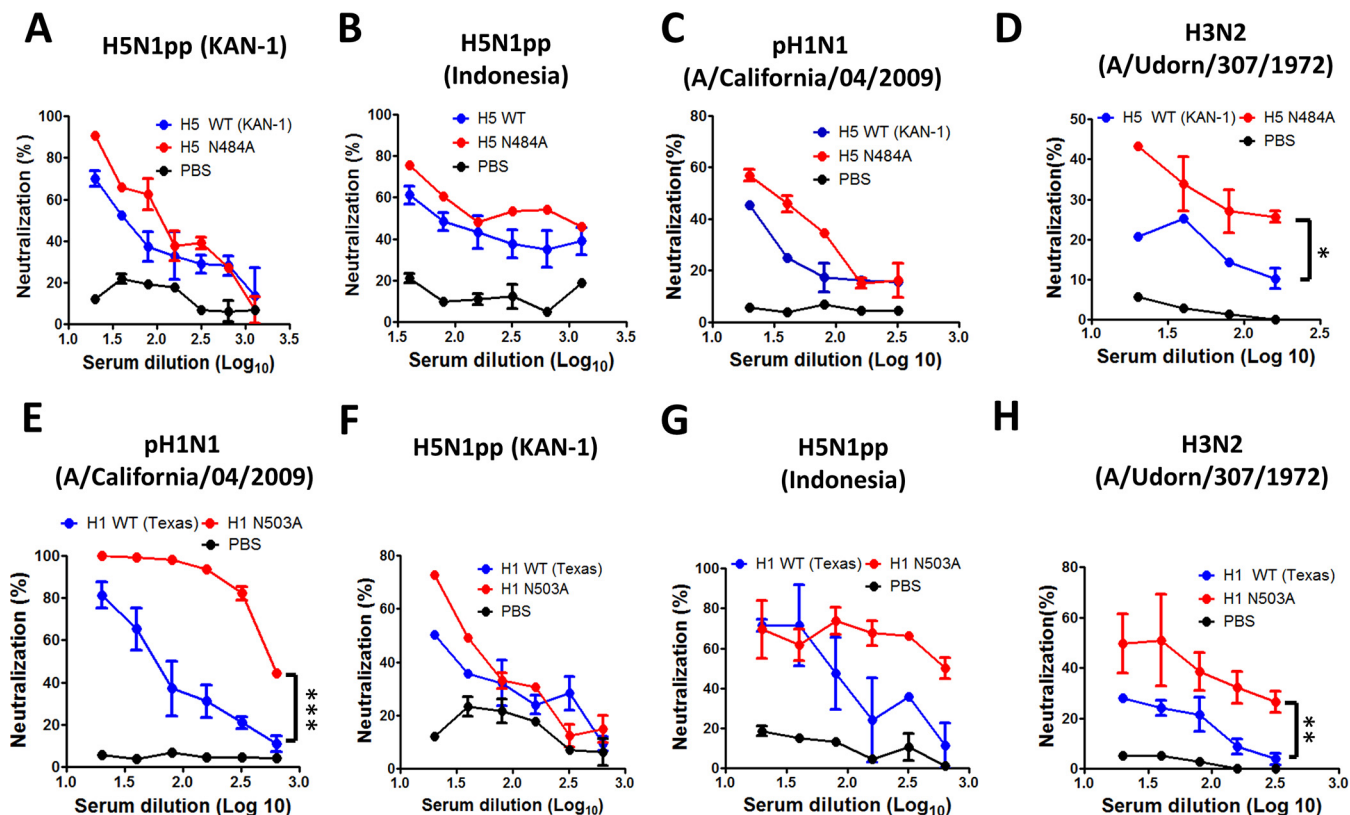 A
H5N1pp (KAN-1)
Neutralization (%)
100
80
60
40
20
0
H5 WT (KAN-1)
H5 N484A
PBS
1.0 1.5 2.0 2.5 3.0 3.5
Serum dilution (Log10)
B
H5N1pp
(Indonesia)
Neutralization (%)
100
80
60
40
20
0
H5 WT
H5 N484A
PBS
1.5 2.0 2.5 3.0 3.5
Serum dilution (Log10)
C
pH1N1
(A/California/04/2009)
Neutralization (%)
80
60
40
20
0
H5 WT (KAN-1)
H5 N484A
PBS
1.0 1.5 2.0 2.5 3.0
Serum dilution (Log 10)
D
H3N2
(A/Udorn/307/1972)
Neutralization(%)
50
40
30
20
10
0
H5 WT (KAN-1) H5 N484A
PBS
*
1.0 1.5 2.0 2.5
Serum dilution (Log 10)
E
pH1N1
(A/California/04/2009)
H1 WT (Texas) H1 N503A
PBS
Neutralization (%)
100
80
60
40
20
0
***
1.0 1.5 2.0 2.5 3.0
Serum dilution (Log 10)
F
H5N1pp (KAN-1)
Neutralization (%)
80
60
40
20
0
H1 WT (Texas)
H1 N503A
PBS
1.0 1.5 2.0 2.5 3.0
Serum dilution (Log 10)
G
H5N1pp
(Indonesia)
Neutralization (%)
100
80
60
40
20
0
H1 WT (Texas) H1 N503A
PBS
1.0 1.5 2.0 2.5 3.0
Serum dilution (Log10)
H
H3N2
(A/Udorn/307/1972)
Neutralization(%)
80
60
40
20
0
H1 WT (Texas)
H1 N503A
PBS
**
1.0 1.5 2.0 2.5 3.0
Serum dilution (Log 10)